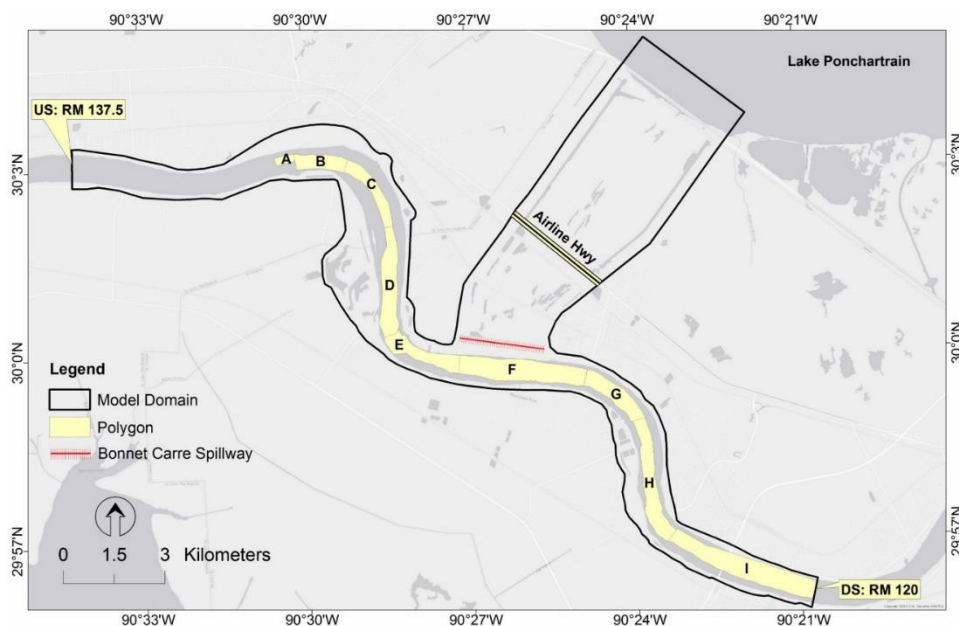 90°33'W
90°30'W
90°27'W
90°24'W
90°21'W
Lake Ponchartrain
US: RM 137.5
30°3'N
30°3'N
A
B
C
Airline Hwy
D
E
F
30°0'N
30°0'N
G
H
I
Legend
Model Domain
Polygon
Bonnet Carre Spillway
0 1.5 3 Kilometers
29°57'N
29°57'N
DS: RM 120
90°33'W
90°30'W
90°27'W
90°24'W
90°21'W